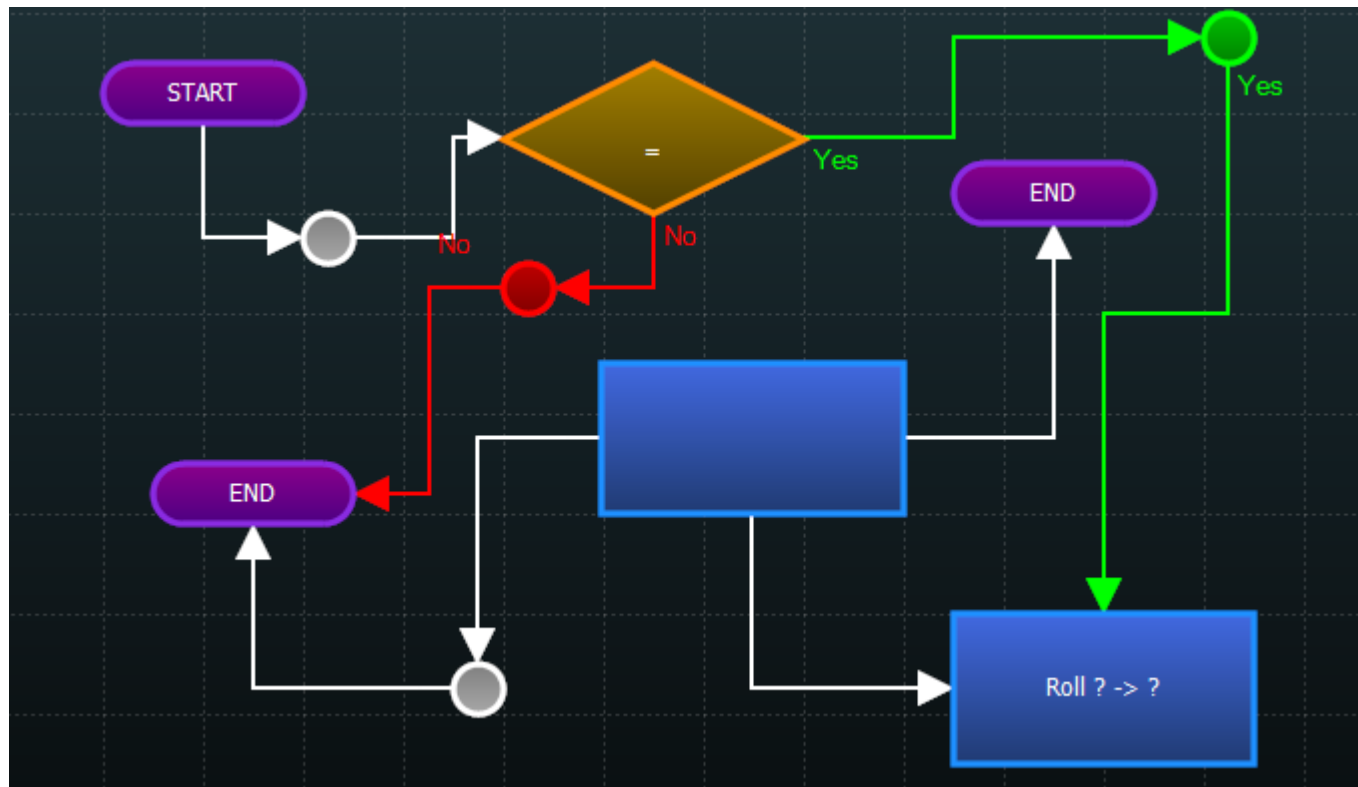 START
=
Yes
Yes
END
No
No
END
Roll ? -> ?